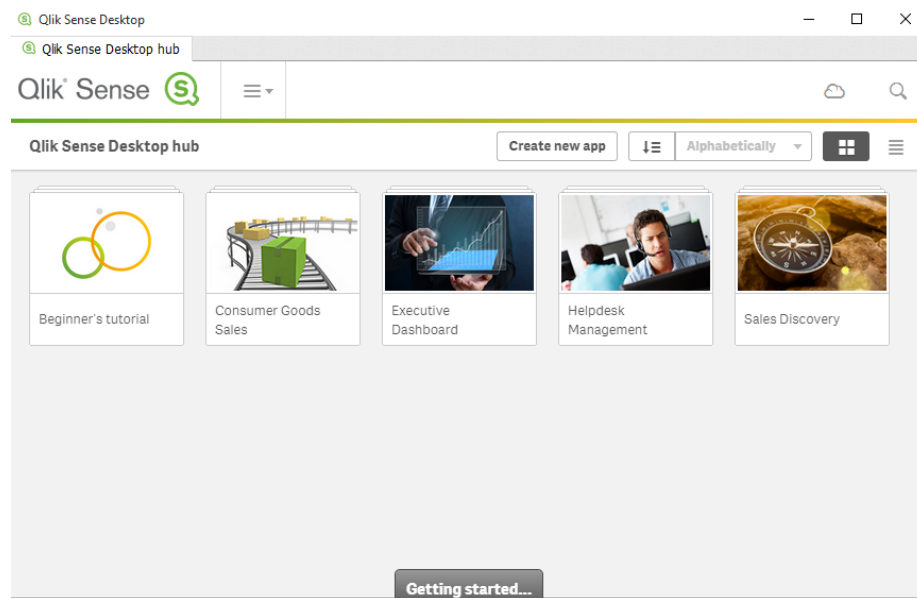 Qlik Sense Desktop
Qlik Sense Desktop hub
Qlik Sense
Qlik Sense Desktop hub
Create new app
Alphabetically
Beginner's tutorial
Consumer Goods
Sales
Executive
Dashboard
Helpdesk
Management
Sales Discovery
Getting started...